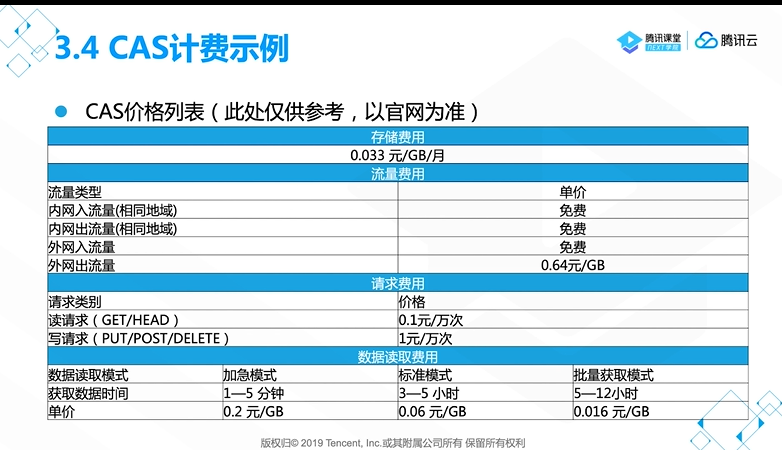 3.4 CAS计费示例
腾讯课堂
NEXT学院
腾讯云
CAS价格列表（此处仅供参考，以官网为准）
存储费用
0.033 元/GB/月
流量费用
流量类型 单价
内网入流量(相同地域) 免费
内网出流量(相同地域) 免费
外网入流量 免费
外网出流量 0.64元/GB
请求费用
请求类别 价格
读请求（GET/HEAD） 0.1元/万次
写请求（PUT/POST/DELETE） 1元/万次
数据读取费用
数据读取模式 加急模式 标准模式 批量获取模式
获取数据时间 1—5 分钟 3—5 小时 5—12小时
单价 0.2 元/GB 0.06 元/GB 0.016 元/GB
版权归© 2019 Tencent, Inc.或其附属公司所有 保留所有权利